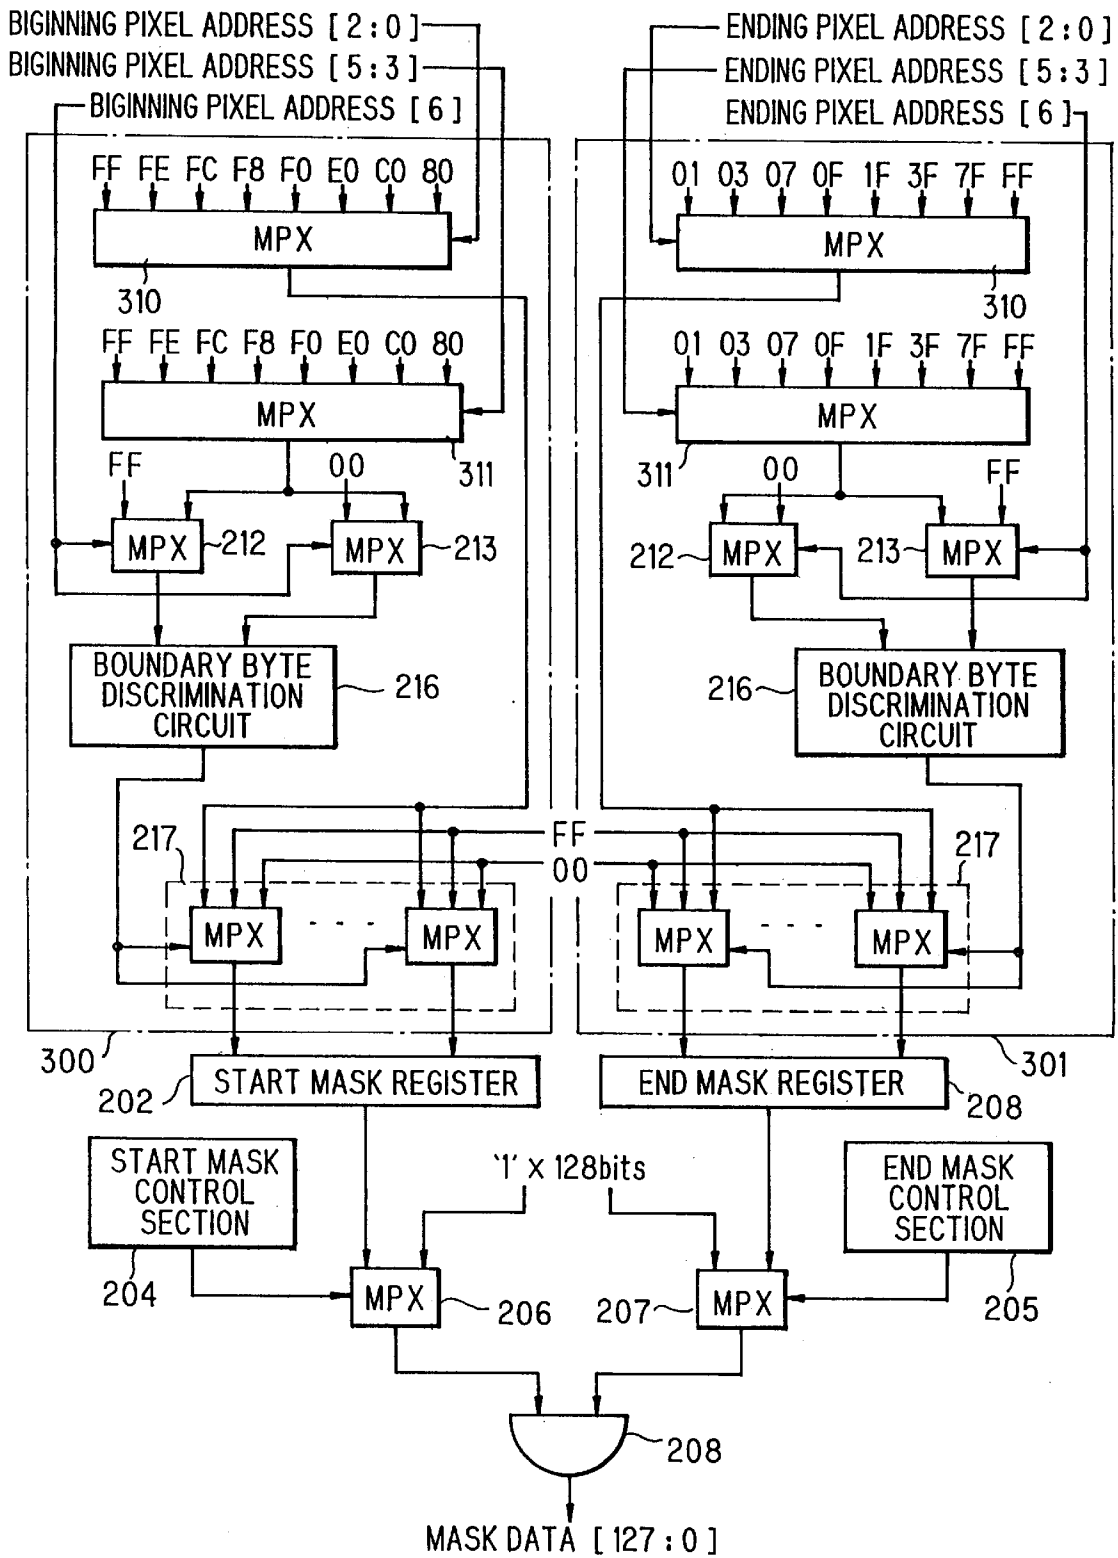 BIGINNING PIXEL ADDRESS [2:0]
BIGINNING PIXEL ADDRESS [5:3]
BIGINNING PIXEL ADDRESS [6]
ENDING PIXEL ADDRESS [2:0]
ENDING PIXEL ADDRESS [5:3]
ENDING PIXEL ADDRESS [6]
FF FE FC F8 F0 E0 C0 80
MPX
310
01 03 07 0F 1F 3F 7F FF
MPX
310
FF FE FC F8 F0 E0 C0 80
MPX
311
01 03 07 0F 1F 3F 7F FF
MPX
311
FF
00
MPX
212
MPX
213
00
FF
212
MPX
213
MPX
BOUNDARY BYTE
DISCRIMINATION
CIRCUIT
216
216
BOUNDARY BYTE
DISCRIMINATION
CIRCUIT
217
FF
00
217
MPX
- - -
MPX
MPX
- - -
MPX
300
301
START MASK REGISTER
202
END MASK REGISTER
208
START MASK
CONTROL
SECTION
204
'1' x 128bits
END MASK
CONTROL
SECTION
205
MPX
206
207
MPX
208
MASK DATA [127:0]